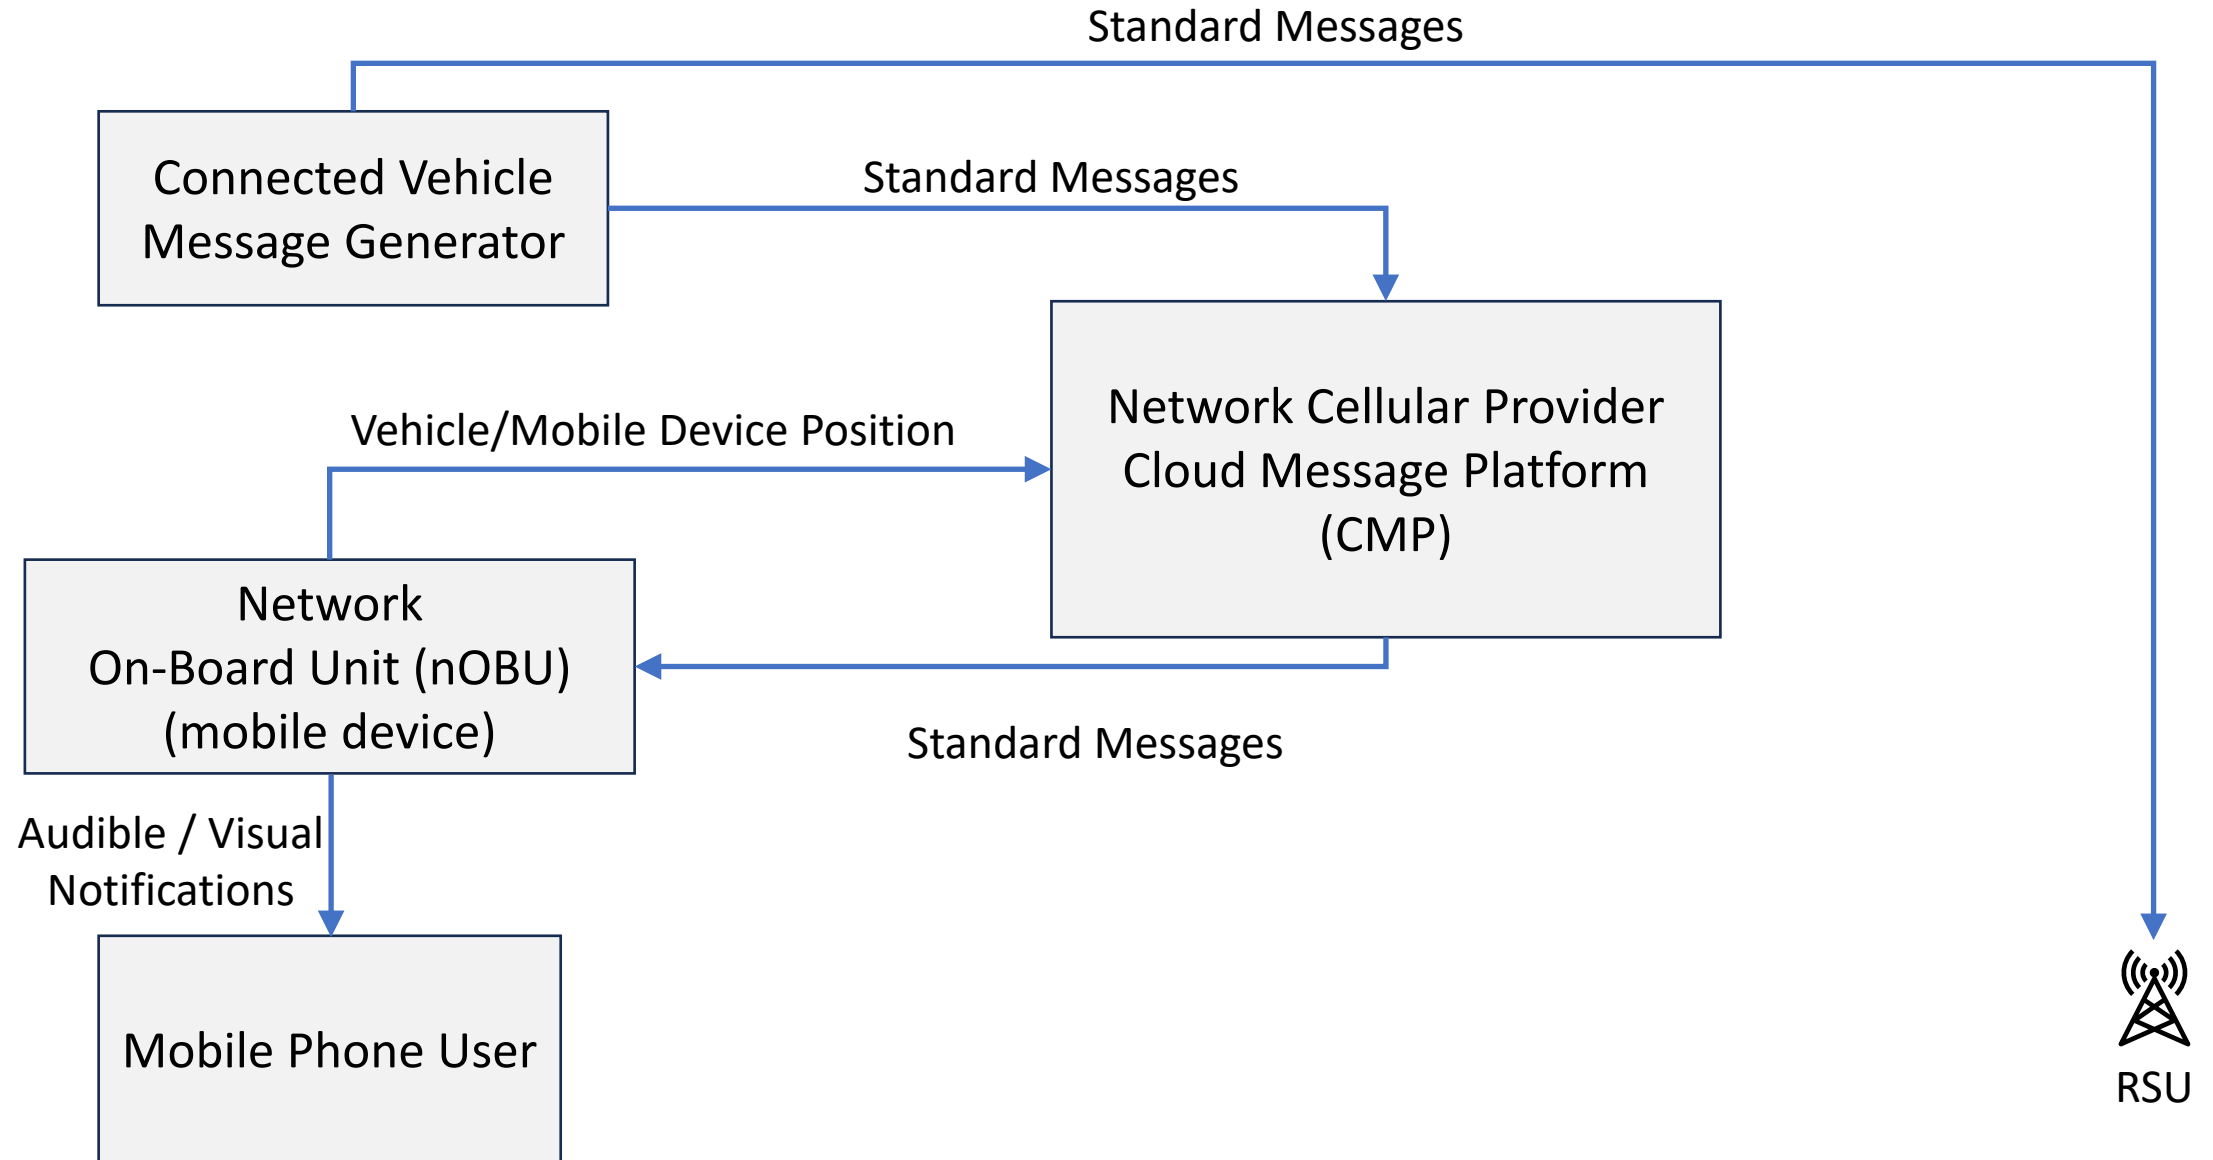 Standard Messages
Connected Vehicle
Message Generator
Standard Messages
Network Cellular Provider
Cloud Message Platform
(CMP)
Vehicle/Mobile Device Position
Network
On-Board Unit (nOBU)
(mobile device)
Standard Messages
Audible / Visual
Notifications
Mobile Phone User
RSU